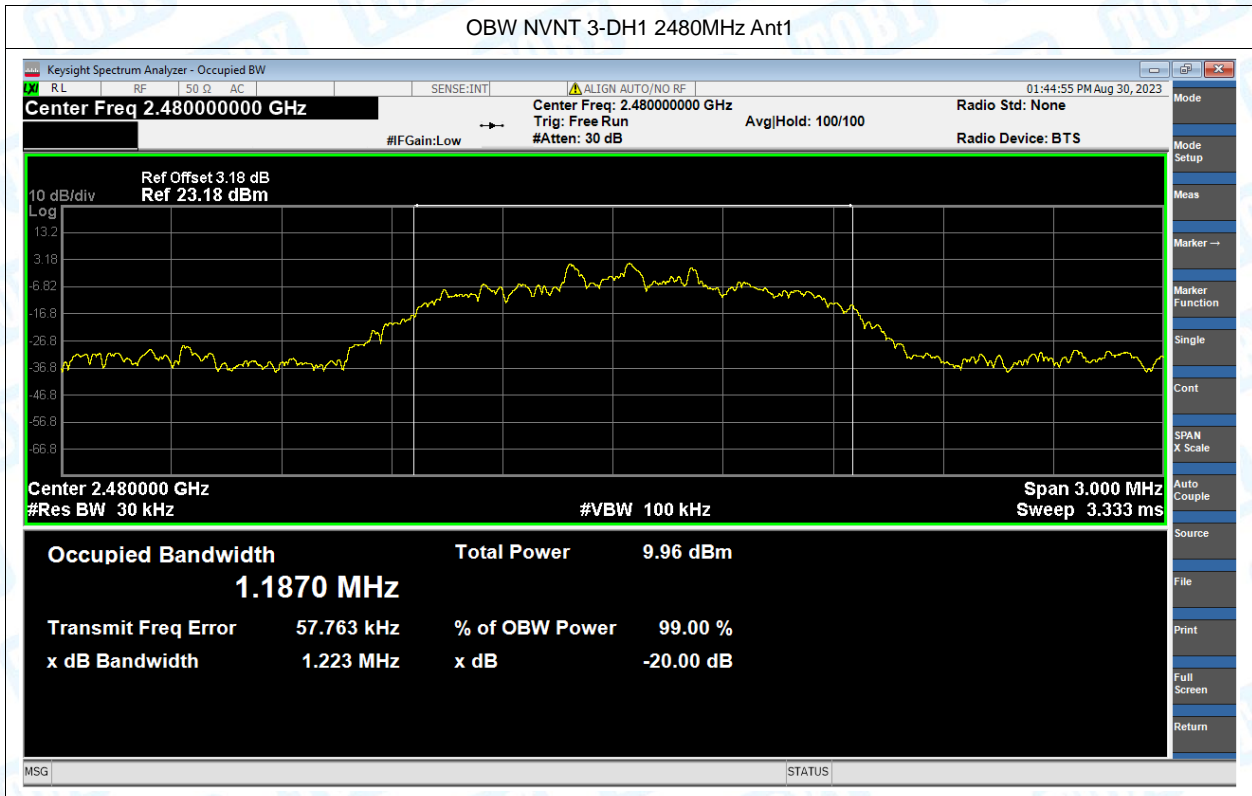 OBW NVNT 3-DH1 2480MHz Ant1
Keysight Spectrum Analyzer - Occupied BW
LXI RL RF 50 Ω AC SENSE:INT ALIGN AUTO/NO RF 01:44:55 PM Aug 30, 2023
Center Freq 2.480000000 GHz Center Freq: 2.480000000 GHz Radio Std: None
Trig: Free Run Avg|Hold: 100/100
#IFGain:Low #Atten: 30 dB Radio Device: BTS
Ref Offset 3.18 dB
10 dB/div Ref 23.18 dBm
Log
13.2
3.18
-6.82
-16.8
-26.8
-36.8
-46.8
-56.8
-66.8
Center 2.480000 GHz Span 3.000 MHz
#Res BW 30 kHz #VBW 100 kHz Sweep 3.333 ms
Occupied Bandwidth Total Power 9.96 dBm
1.1870 MHz
Transmit Freq Error 57.763 kHz % of OBW Power 99.00 %
x dB Bandwidth 1.223 MHz x dB -20.00 dB
MSG STATUS
Mode
Mode
Setup
Meas
Marker →
Marker
Function
Single
Cont
SPAN
X Scale
Auto
Couple
Source
File
Print
Full
Screen
Return
TOBY